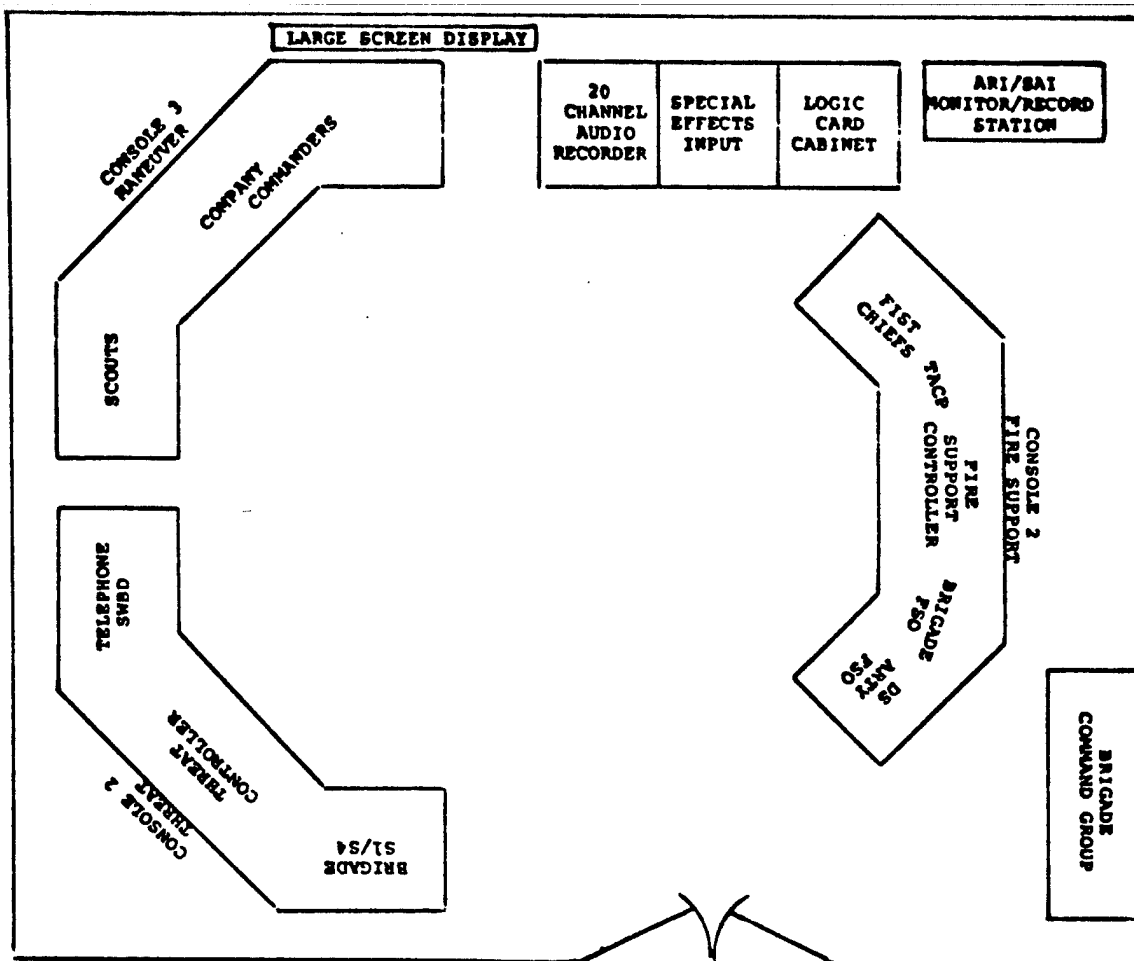 LARGE SCREEN DISPLAY
20
CHANNEL
AUDIO
RECORDER
SPECIAL
EFFECTS
INPUT
LOGIC
CARD
CABINET
ARI/SAI
MONITOR/RECORD
STATION
CONSOLE 3
MANEUVER
COMPANY
COMMANDERS
SCOUTS
FIST
CHIEFS
TACP
FIRE
SUPPORT
CONTROLLER
CONSOLE 2
FIRE SUPPORT
BRIGADE
FSO
DS
ARTY
FSO
TELEPHONE
SWBD
THREAT
CONTROLLER
CONSOLE 2
THREAT
BRIGADE
S1/S4
BRIGADE
COMMAND GROUP